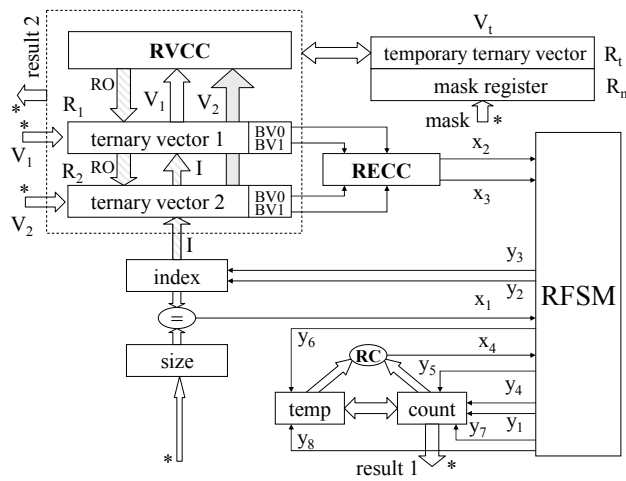 result 2
*
RVCC
V_t
temporary ternary vector
R_t
mask register
R_m
mask
*
RO
V_1
V_2
R_1
*
V_1
ternary vector 1
BV0
BV1
R_2
RO
I
*
V_2
ternary vector 2
BV0
BV1
RECC
x_2
x_3
I
index
y_3
y_2
RFSM
=
x_1
size
*
y_6
RC
x_4
y_5
temp
count
y_4
y_1
y_7
y_8
result 1
*